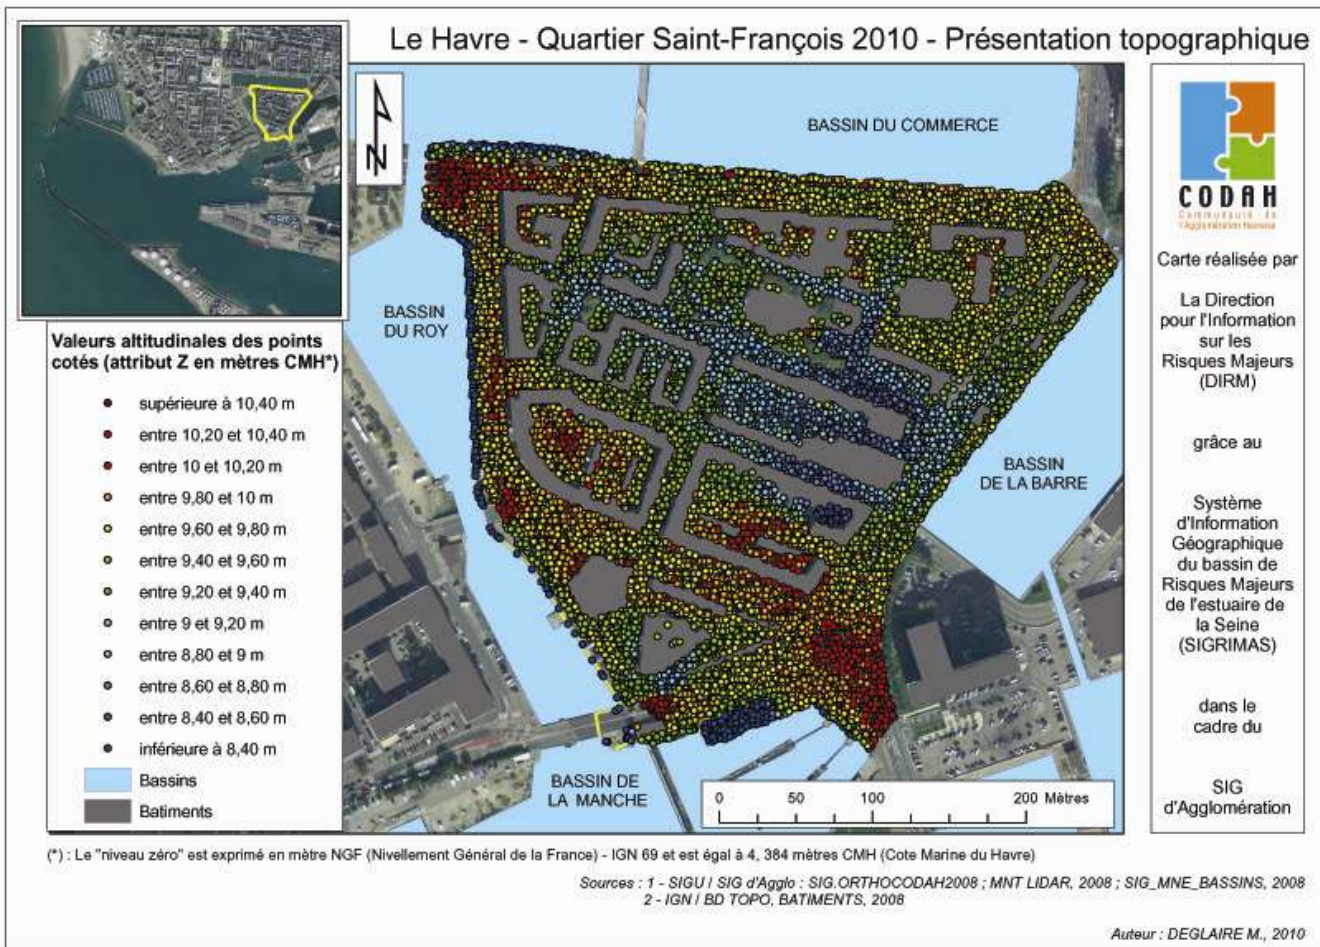 Le Havre - Quartier Saint-François 2010 - Présentation topographique
N
BASSIN DU COMMERCE
BASSIN
DU ROY
BASSIN
DE LA BARRE
BASSIN DE
LA MANCHE
0 50 100 200 Mètres
Valeurs altitudinales des points
cotés (attribut Z en mètres CMH*)
supérieure à 10,40 m
entre 10,20 et 10,40 m
entre 10 et 10,20 m
entre 9,80 et 10 m
entre 9,60 et 9,80 m
entre 9,40 et 9,60 m
entre 9,20 et 9,40 m
entre 9 et 9,20 m
entre 8,80 et 9 m
entre 8,60 et 8,80 m
entre 8,40 et 8,60 m
inférieure à 8,40 m
Bassins
Batiments
CODAH
Communauté de
l'Agglomération Havraise
Carte réalisée par
La Direction
pour l'Information
sur les
Risques Majeurs
(DIRM)
grâce au
Système
d'Information
Géographique
du bassin de
Risques Majeurs
de l'estuaire de
la Seine
(SIGRIMAS)
dans le
cadre du
SIG
d'Agglomération
(*) : Le "niveau zéro" est exprimé en mètre NGF (Nivellement Général de la France) - IGN 69 et est égal à 4, 384 mètres CMH (Cote Marine du Havre)
Sources : 1 - SIGU / SIG d'Agglo : SIG.ORTHOCODAH2008 ; MNT LIDAR, 2008 ; SIG_MNE_BASSINS, 2008
2 - IGN / BD TOPO, BATIMENTS, 2008
Auteur : DEGLAIRE M., 2010